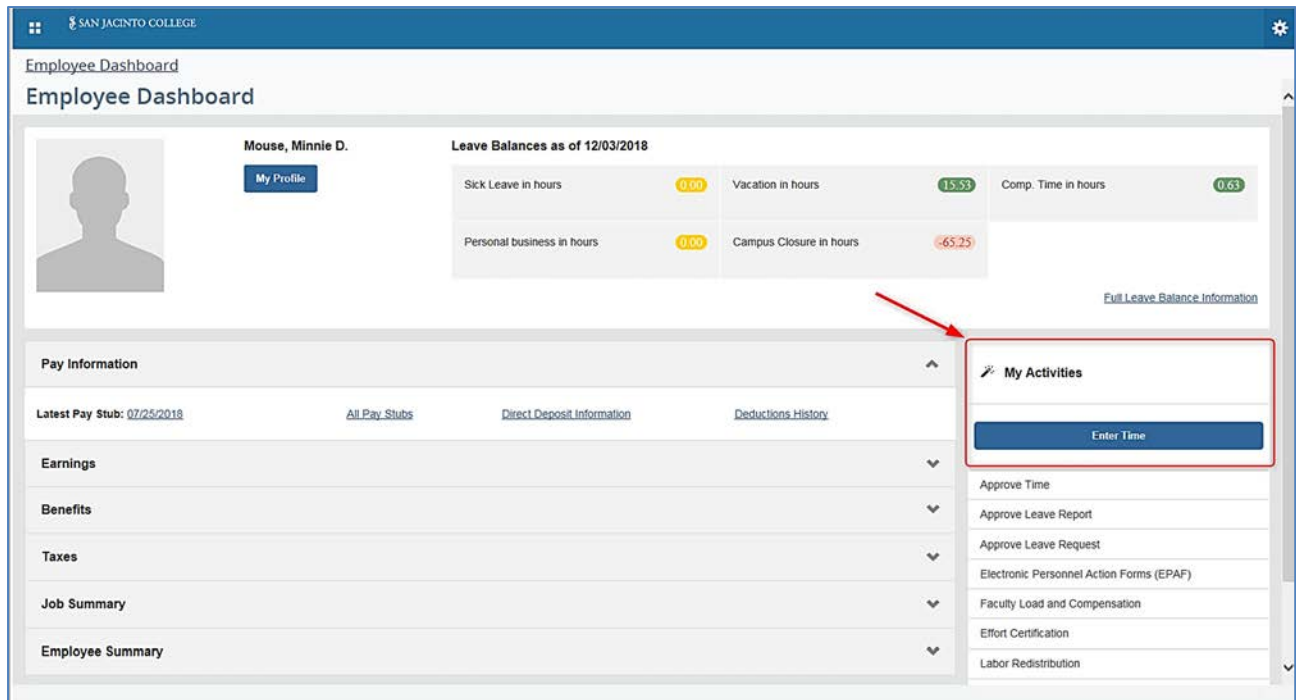 SAN JACINTO COLLEGE
Employee Dashboard
Employee Dashboard
Mouse, Minnie D.
My Profile
Leave Balances as of 12/03/2018
Sick Leave in hours 0.00 Vacation in hours 15.53 Comp. Time in hours 0.63
Personal business in hours 0.00 Campus Closure in hours -65.25
Full Leave Balance Information
Pay Information
Latest Pay Stub: 07/25/2018 All Pay Stubs Direct Deposit Information Deductions History
Earnings
Benefits
Taxes
Job Summary
Employee Summary
My Activities
Enter Time
Approve Time
Approve Leave Report
Approve Leave Request
Electronic Personnel Action Forms (EPAF)
Faculty Load and Compensation
Effort Certification
Labor Redistribution